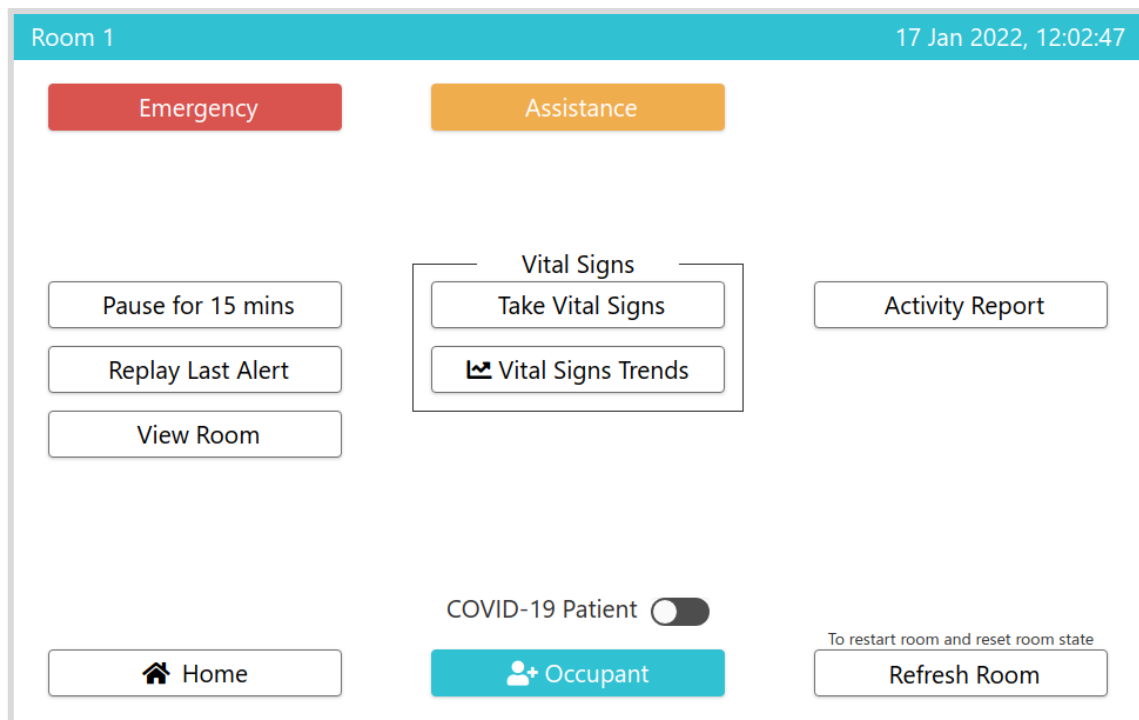 Room 1
17 Jan 2022, 12:02:47
Emergency
Assistance
Vital Signs
Pause for 15 mins
Take Vital Signs
Activity Report
Replay Last Alert
Vital Signs Trends
View Room
COVID-19 Patient
To restart room and reset room state
Home
Occupant
Refresh Room